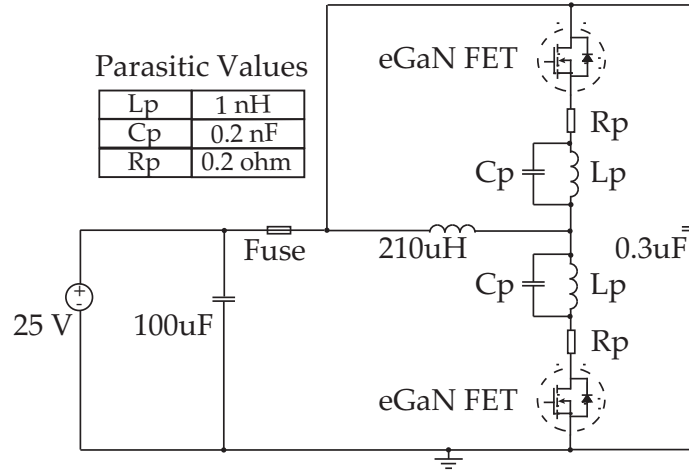 eGaN FET
Parasitic Values
Lp 1 nH
Cp 0.2 nF
Rp 0.2 ohm
Rp
Cp Lp
Fuse
210uH
0.3uF
+
-
25 V
100uF
Cp Lp
Rp
eGaN FET